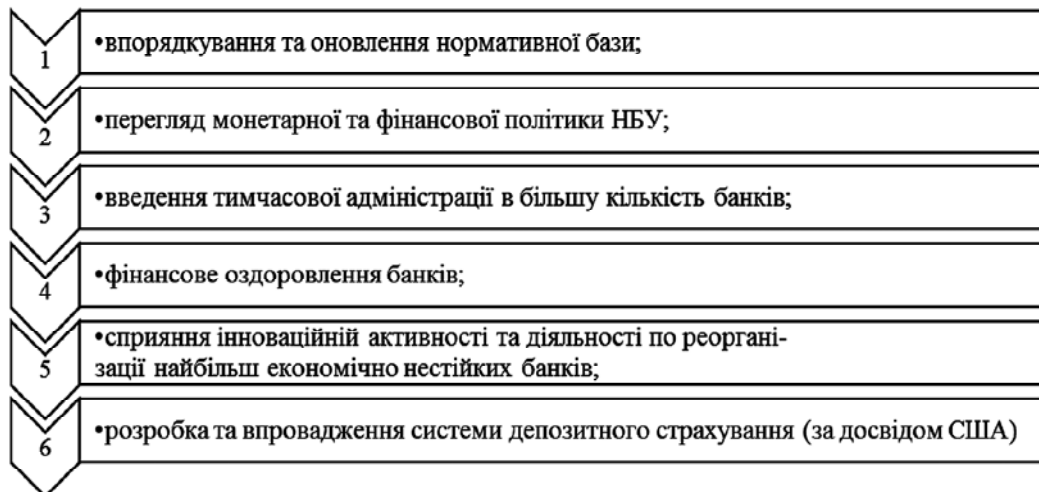 1
•впорядкування та оновлення нормативної бази;
2
•перегляд монетарної та фінансової політики НБУ;
3
•введення тимчасової адміністрації в більшу кількість банків;
4
•фінансове оздоровлення банків;
5
•сприяння інноваційній активності та діяльності по реоргані-
зації найбільш економічно нестійких банків;
6
•розробка та впровадження системи депозитного страхування (за досвідом США)